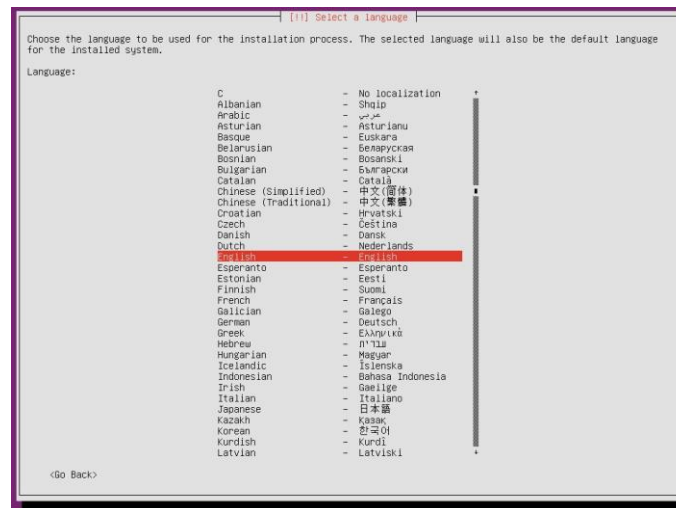 [!!] Select a language
Choose the language to be used for the installation process. The selected language will also be the default language
for the installed system.
Language:
C - No localization
Albanian - Shqip
Arabic - عربي
Asturian - Asturianu
Basque - Euskara
Belarusian - Беларуская
Bosnian - Bosanski
Bulgarian - Български
Catalan - Català
Chinese (Simplified) - 中文(简体)
Chinese (Traditional) - 中文(繁體)
Croatian - Hrvatski
Czech - Čeština
Danish - Dansk
Dutch - Nederlands
English - English
Esperanto - Esperanto
Estonian - Eesti
Finnish - Suomi
French - Français
Galician - Galego
German - Deutsch
Greek - Ελληνικά
Hebrew - עברית
Hungarian - Magyar
Icelandic - Íslenska
Indonesian - Bahasa Indonesia
Irish - Gaeilge
Italian - Italiano
Japanese - 日本語
Kazakh - Қазақ
Korean - 한국어
Kurdish - Kurdî
Latvian - Latviski
<Go Back>